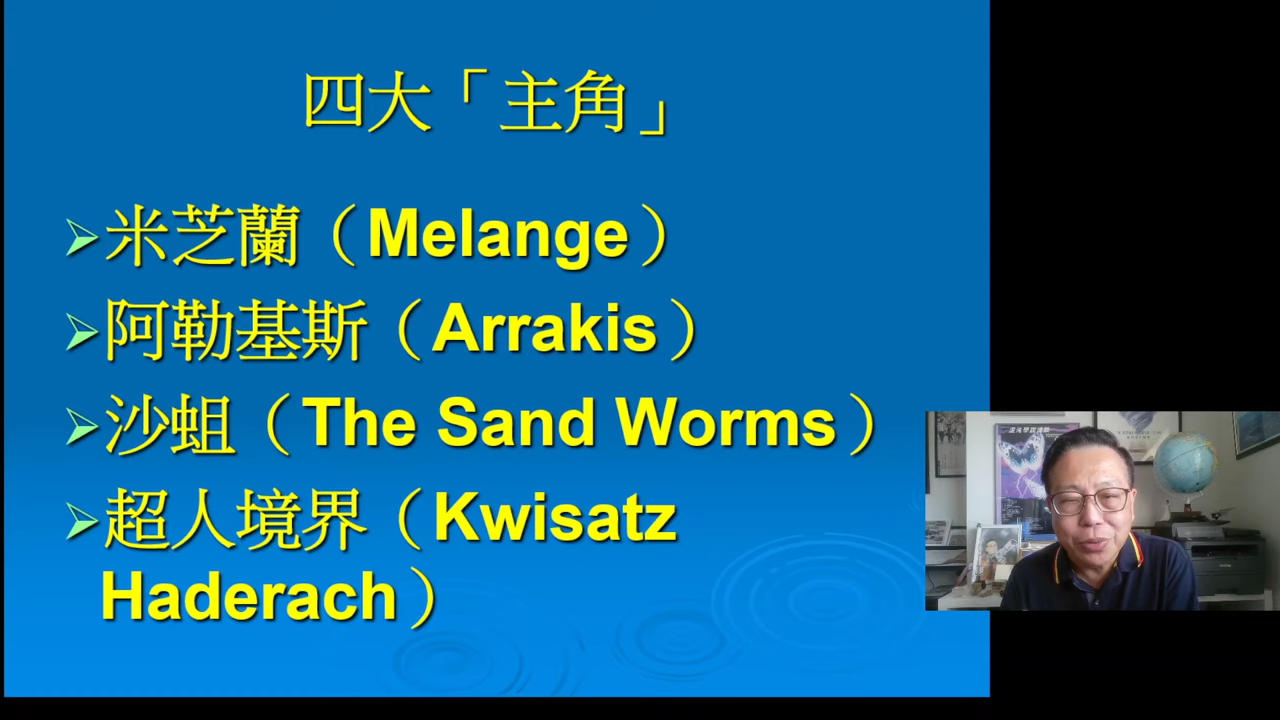 四大「主角」
米芝蘭（Melange）
阿勒基斯（Arrakis）
沙蛆（The Sand Worms）
超人境界（Kwisatz
Haderach）